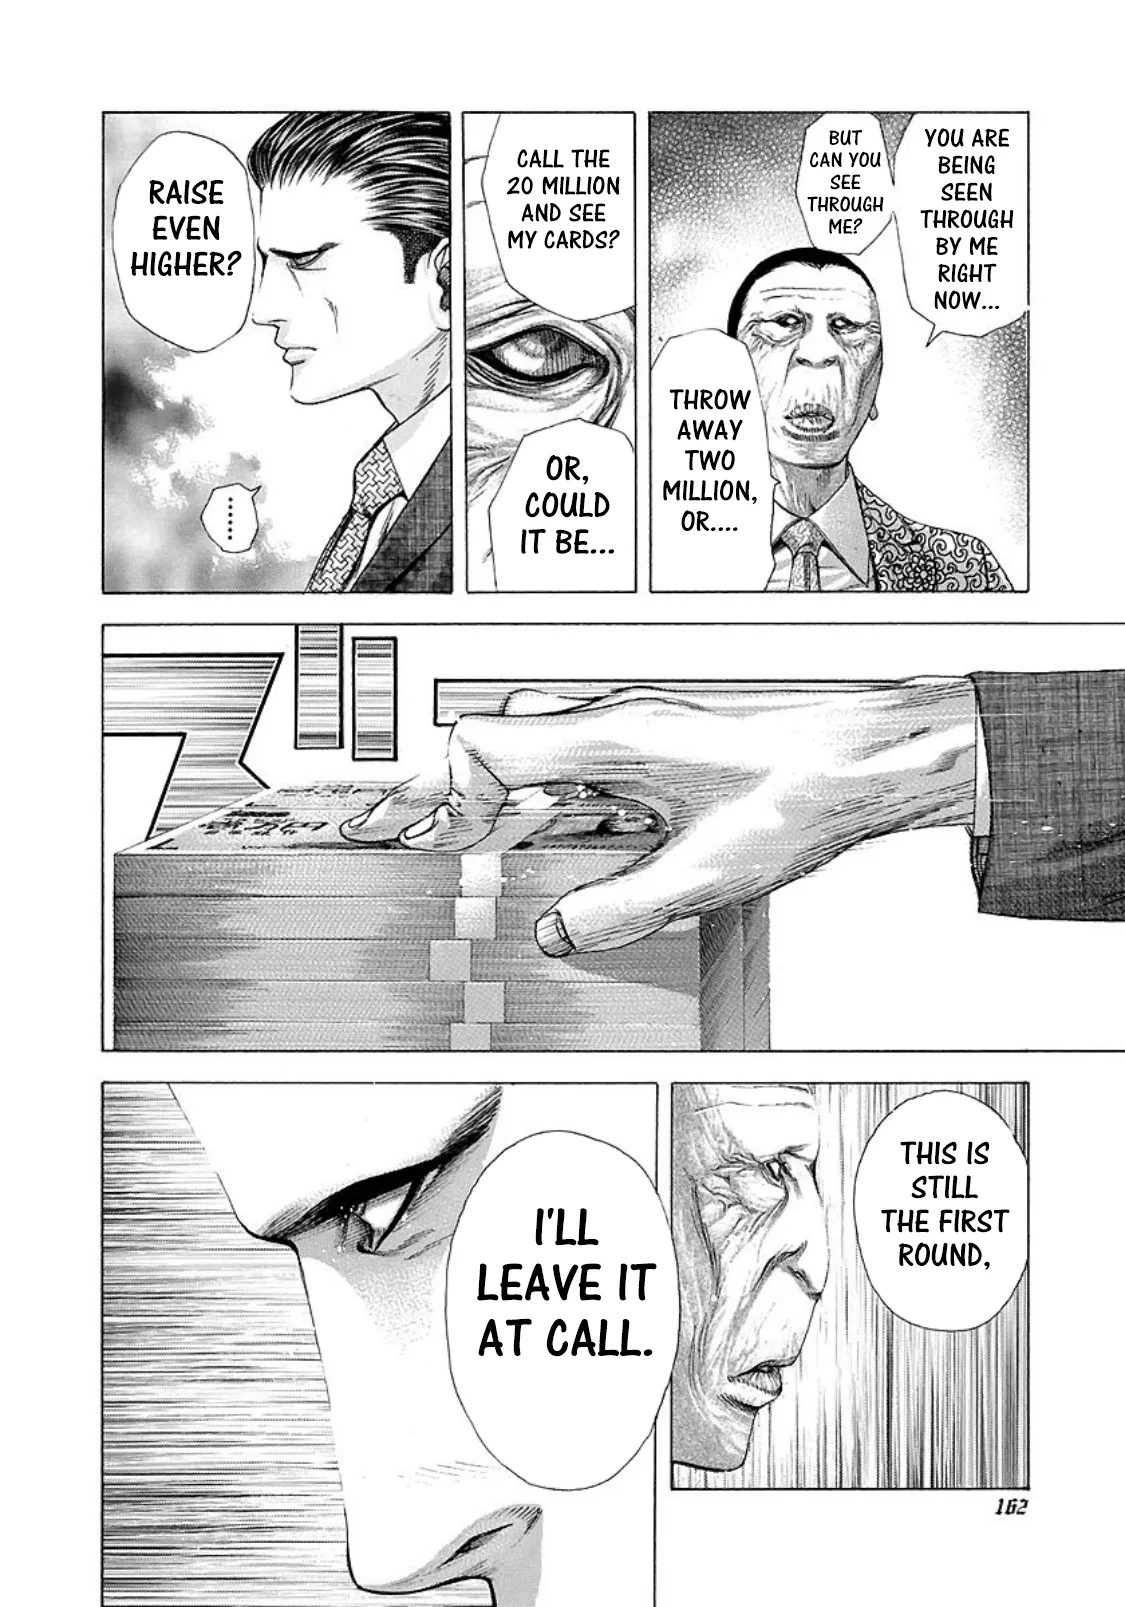 YOU ARE
BEING
SEEN
THROUGH
BY ME
RIGHT
NOW...
BUT
CAN YOU
SEE
THROUGH
ME?
THROW
AWAY
TWO
MILLION,
OR....
CALL THE
20 MILLION
AND SEE
MY CARDS?
OR,
COULD
IT BE...
RAISE
EVEN
HIGHER?
........
THIS IS
STILL
THE FIRST
ROUND,
I'LL
LEAVE IT
AT CALL.
162